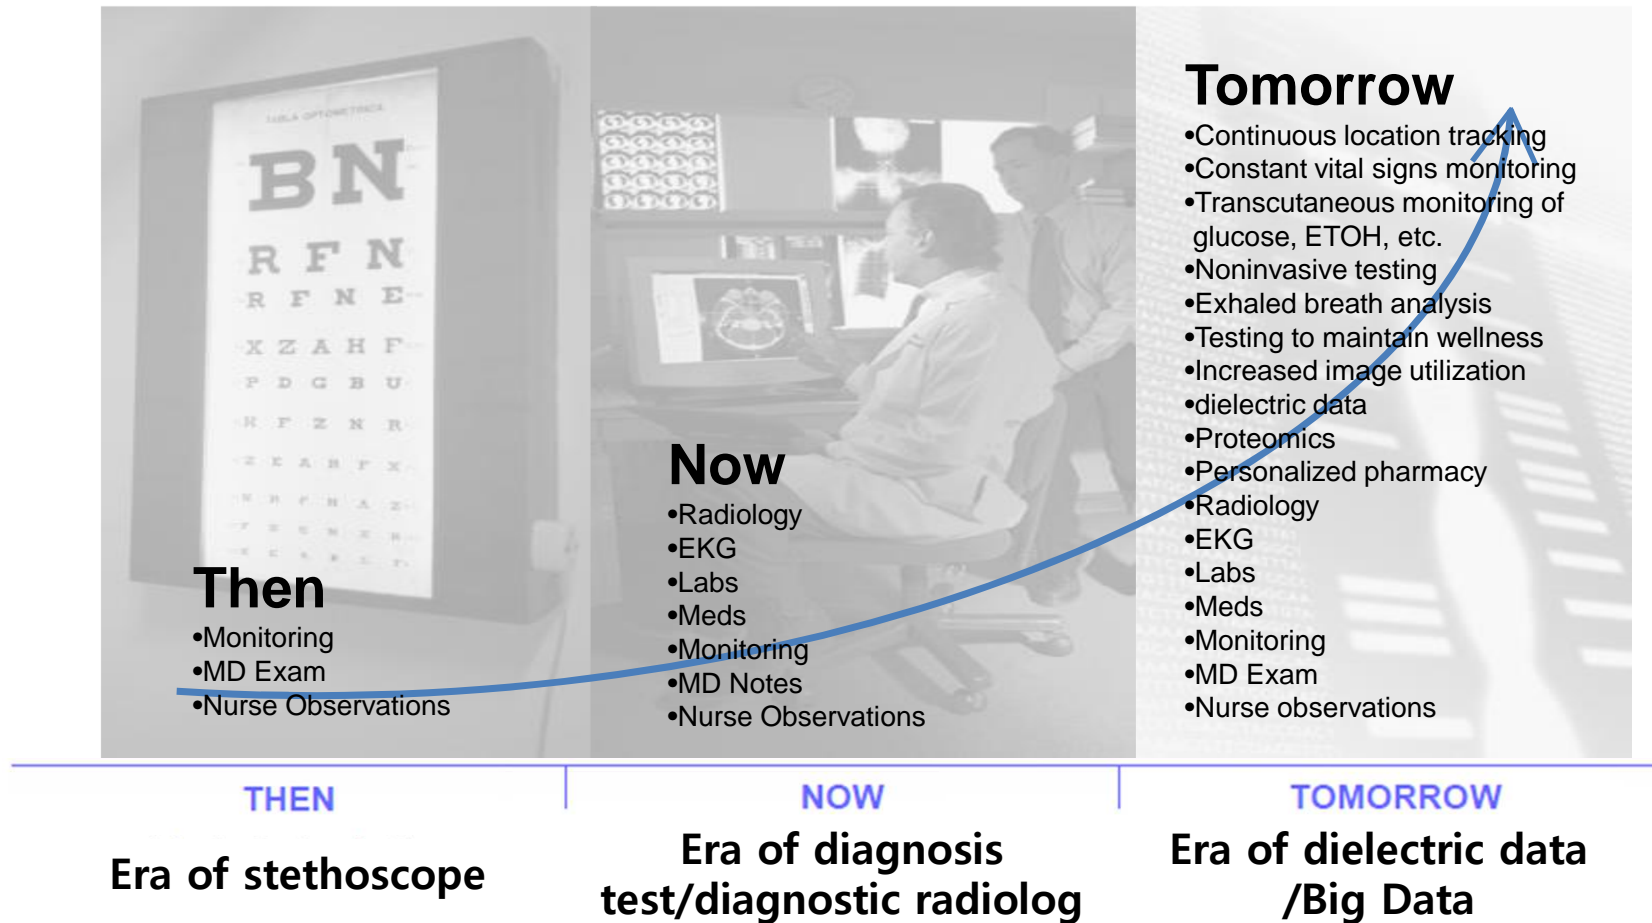 TABLA OPTOMETRICA
BN
R F N
R F N E
X Z A H F
P D G B U
N F Z N R
Then
•Monitoring
•MD Exam
•Nurse Observations
Now
•Radiology
•EKG
•Labs
•Meds
•Monitoring
•MD Notes
•Nurse Observations
Tomorrow
•Continuous location tracking
•Constant vital signs monitoring
•Transcutaneous monitoring of
glucose, ETOH, etc.
•Noninvasive testing
•Exhaled breath analysis
•Testing to maintain wellness
•Increased image utilization
•dielectric data
•Proteomics
•Personalized pharmacy
•Radiology
•EKG
•Labs
•Meds
•Monitoring
•MD Exam
•Nurse observations
THEN
NOW
TOMORROW
Era of stethoscope
Era of diagnosis
test/diagnostic radiolog
Era of dielectric data
/Big Data